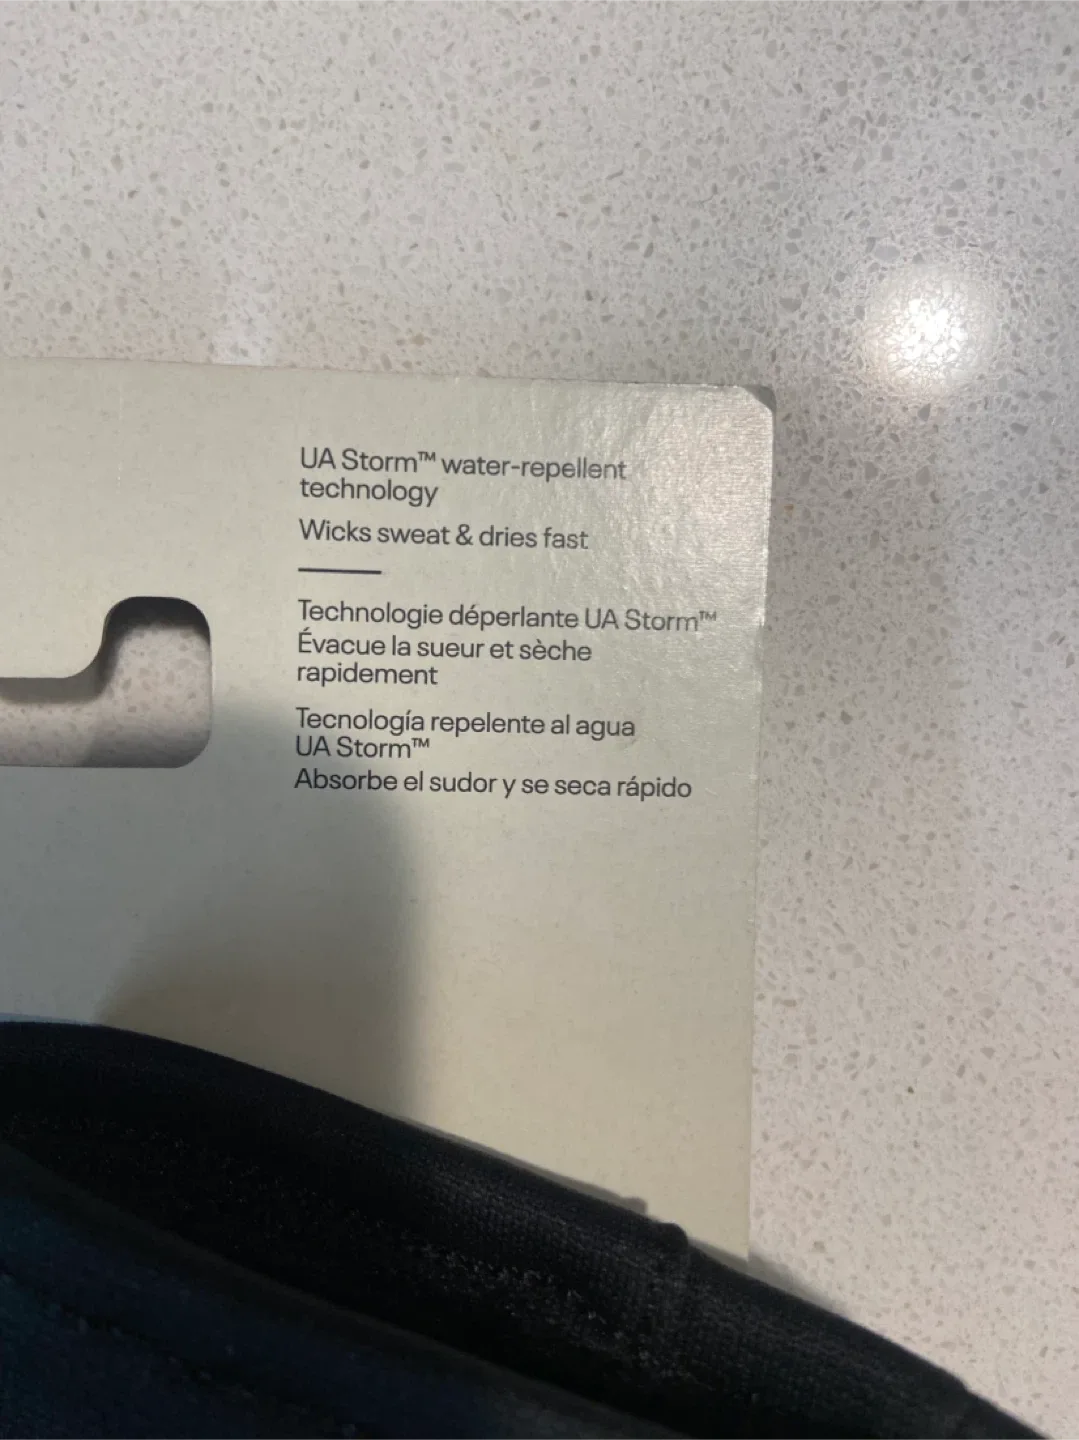 UA Storm™ water-repellent
technology
Wicks sweat & dries fast
Technologie déperlante UA Storm™
Évacue la sueur et sèche
rapidement
Tecnología repelente al agua
UA Storm™
Absorbe el sudor y se seca rápido